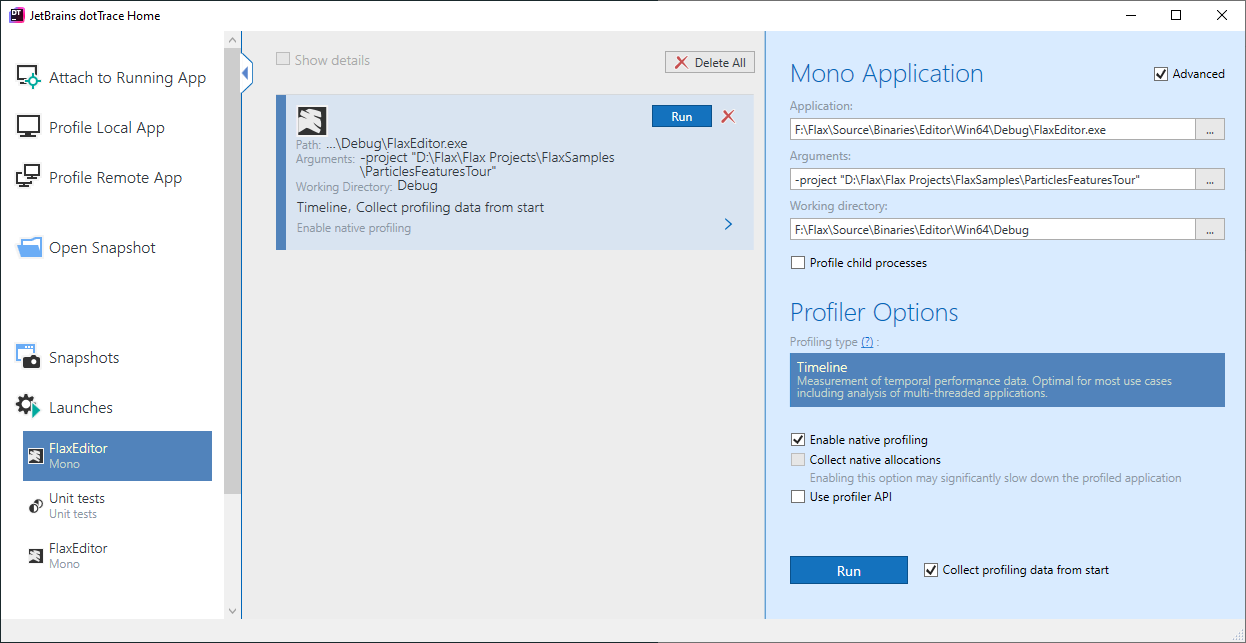 DT
JetBrains dotTrace Home
Attach to Running App
Profile Local App
Profile Remote App
Open Snapshot
Snapshots
Launches
FlaxEditor
Mono
Unit tests
Unit tests
FlaxEditor
Mono
Show details
Delete All
Run
Path: ...\Debug\FlaxEditor.exe
Arguments: -project "D:\Flax\Flax Projects\FlaxSamples
\ParticlesFeaturesTour"
Working Directory: Debug
Timeline, Collect profiling data from start
Enable native profiling
Mono Application
Advanced
Application:
F:\Flax\Source\Binaries\Editor\Win64\Debug\FlaxEditor.exe
...
Arguments:
-project "D:\Flax\Flax Projects\FlaxSamples\ParticlesFeaturesTour"
...
Working directory:
F:\Flax\Source\Binaries\Editor\Win64\Debug
...
Profile child processes
Profiler Options
Profiling type (?) :
Timeline
Measurement of temporal performance data. Optimal for most use cases
including analysis of multi-threaded applications.
Enable native profiling
Collect native allocations
Enabling this option may significantly slow down the profiled application
Use profiler API
Run
Collect profiling data from start